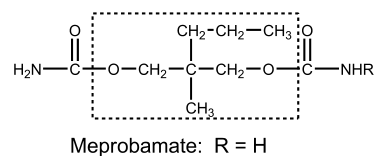 O CH₂-CH₂-CH₃ O
H₂N—C—O—CH₂—C—CH₂—O—C—NHR
CH₃
Meprobamate: R = H